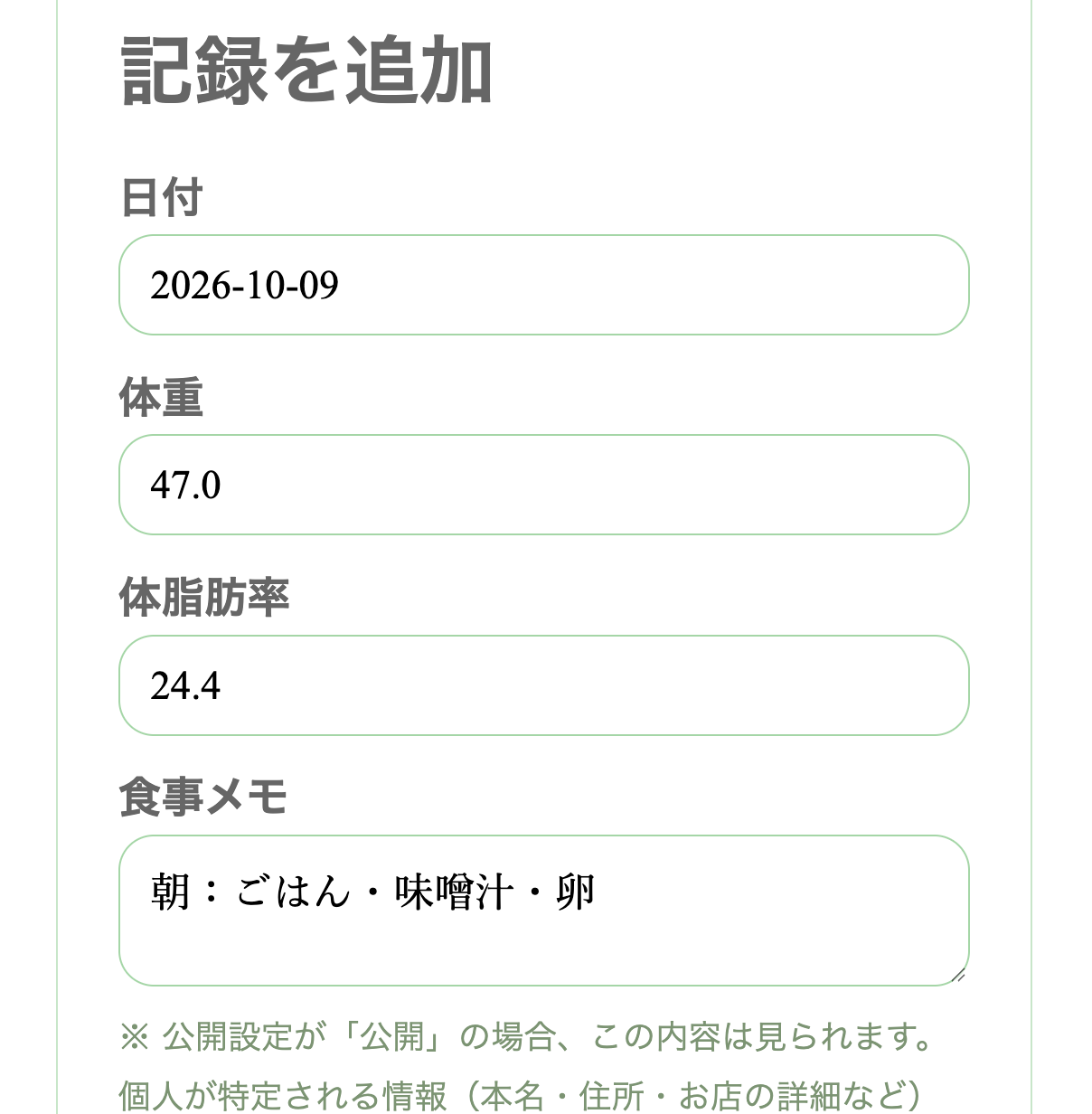 記録を追加
日付
2026-10-09
体重
47.0
体脂肪率
24.4
食事メモ
朝：ごはん・味噌汁・卵
※ 公開設定が「公開」の場合、この内容は見られます。
個人が特定される情報（本名・住所・お店の詳細など）